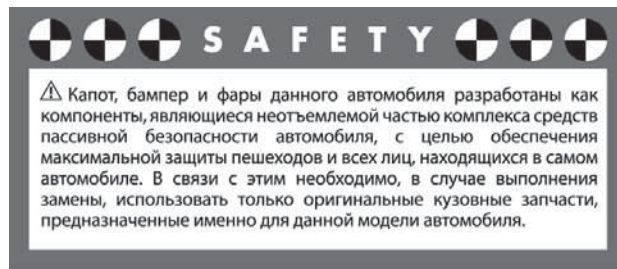 SAFETY
⚠ Капот, бампер и фары данного автомобиля разработаны как
компоненты, являющиеся неотъемлемой частью комплекса средств
пассивной безопасности автомобиля, с целью обеспечения
максимальной защиты пешеходов и всех лиц, находящихся в самом
автомобиле. В связи с этим необходимо, в случае выполнения
замены, использовать только оригинальные кузовные запчасти,
предназначенные именно для данной модели автомобиля.